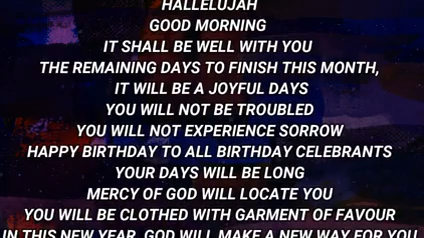 HALLELUJAH
GOOD MORNING
IT SHALL BE WELL WITH YOU
THE REMAINING DAYS TO FINISH THIS MONTH,
IT WILL BE A JOYFUL DAYS
YOU WILL NOT BE TROUBLED
YOU WILL NOT EXPERIENCE SORROW
HAPPY BIRTHDAY TO ALL BIRTHDAY CELEBRANTS
YOUR DAYS WILL BE LONG
MERCY OF GOD WILL LOCATE YOU
YOU WILL BE CLOTHED WITH GARMENT OF FAVOUR
IN THIS NEW YEAR, GOD WILL MAKE A NEW WAY FOR YOU